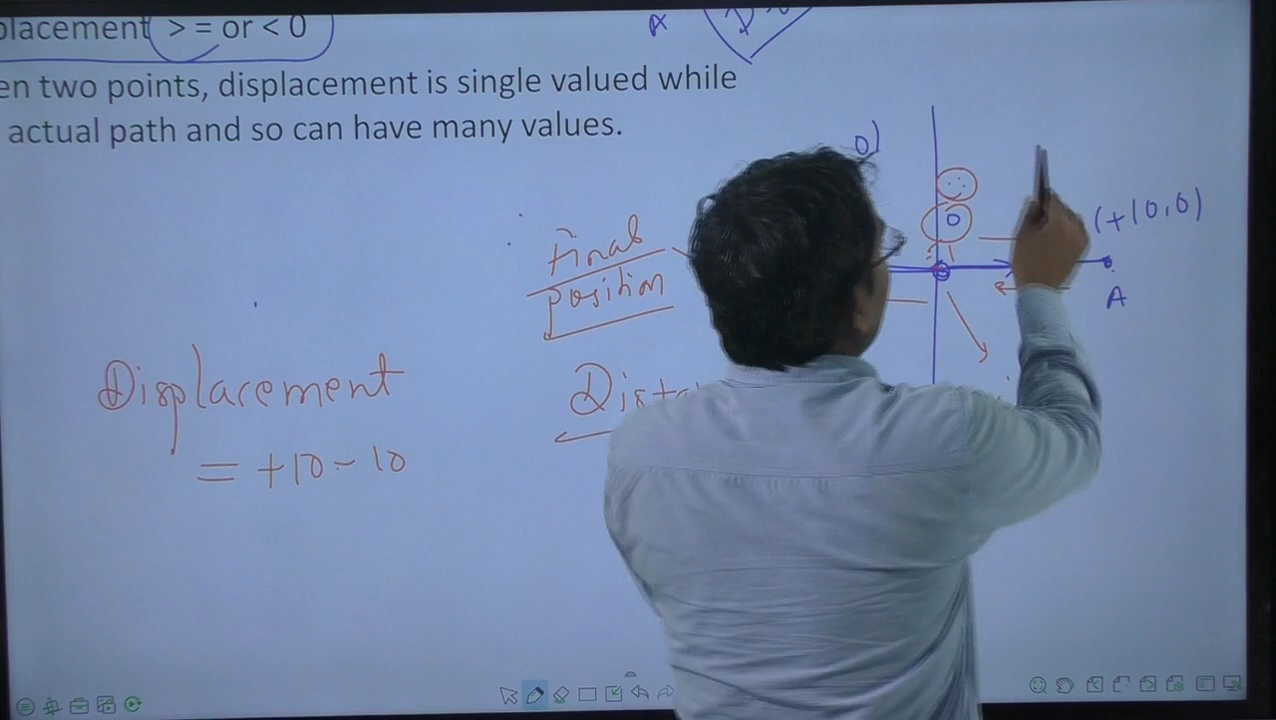 placement > = or < 0
en two points, displacement is single valued while
actual path and so can have many values.
0)
(+10,0)
Final
Position
A
Displacement
= +10-10